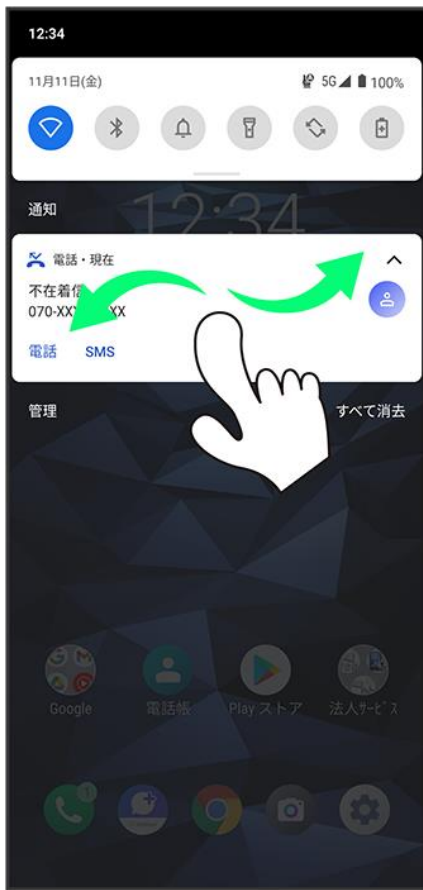 12:34
11月11日(金) 5G 100%
12:34
通知
電話・現在
不在着信
070-XX XX
電話 SMS
管理 すべて消去
Google 電話帳 Play ストア 法人サービス
1